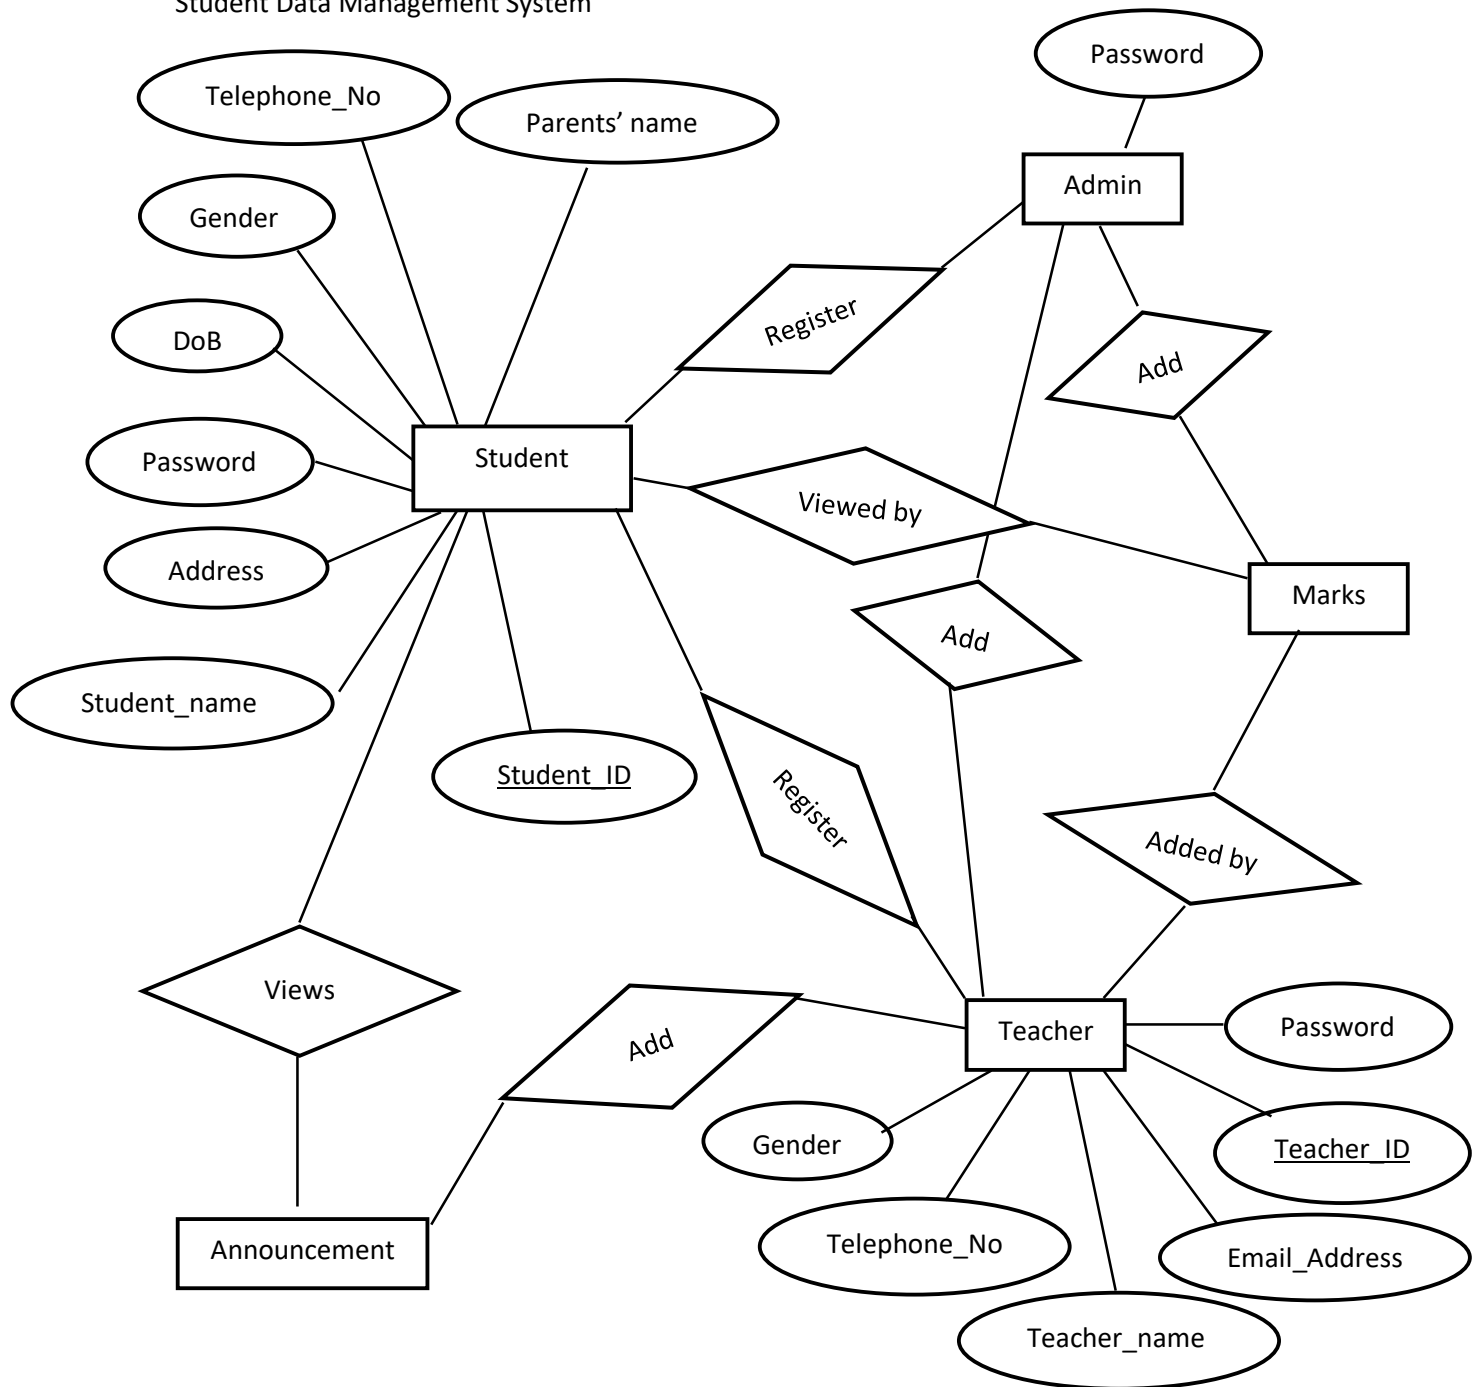 Student Data Management System
Password
Telephone_No
Parents’ name
Admin
Gender
Register
DoB
Add
Student
Password
Viewed by
Address
Marks
Add
Student_name
Student_ID
Register
Added by
Views
Add
Teacher
Password
Gender
Teacher_ID
Telephone_No
Announcement
Email_Address
Teacher_name